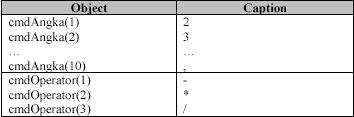 Object Caption
cmdAngka(1) 2
cmdAngka(2) 3
... ...
cmdAngka(10) ,
cmdOperator(1) -
cmdOperator(2) *
cmdOperator(3) /